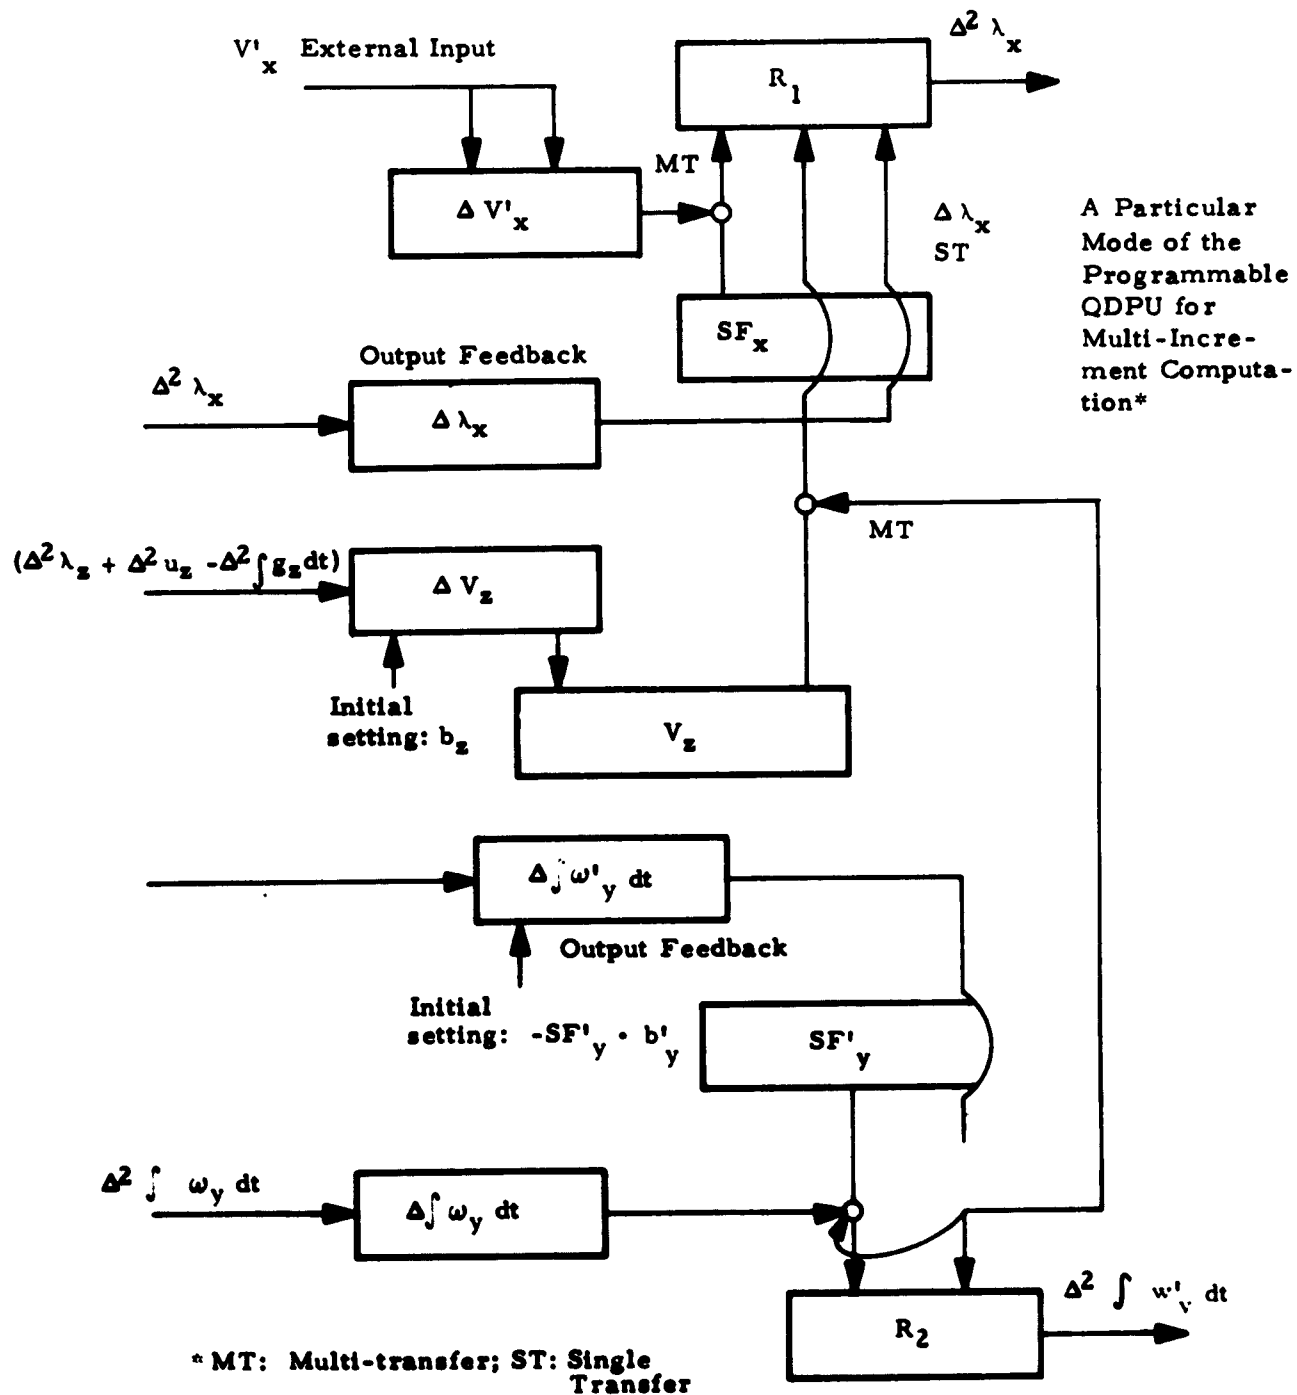 V'x External Input
Δ² λx
R1
MT
Δ V'x
Δ λx
ST
A Particular
Mode of the
Programmable
QDPU for
Multi-Incre-
ment Computa-
tion*
SFx
Output Feedback
Δ² λx
Δ λx
MT
(Δ² λz + Δ² uz -Δ² ∫gz dt)
Δ Vz
Initial
setting: bz
Vz
Δ∫ ω'y dt
Output Feedback
Initial
setting: -SF'y · b'y
SF'y
Δ² ∫ ωy dt
Δ∫ ωy dt
Δ² ∫ w'y dt
R2
*MT: Multi-transfer; ST: Single
Transfer